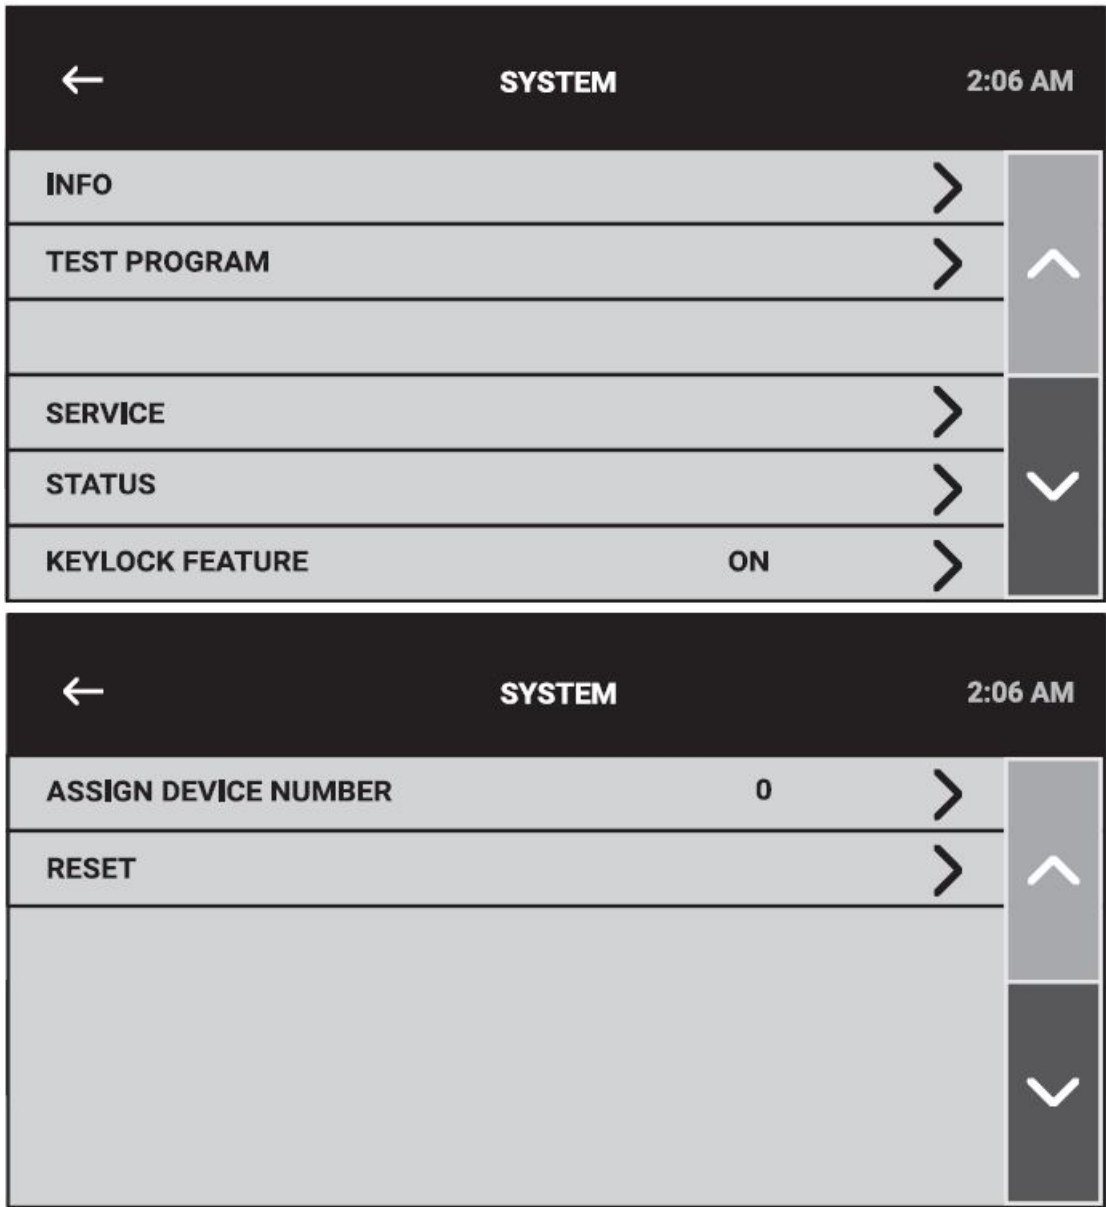 SYSTEM 2:06 AM
INFO
TEST PROGRAM
SERVICE
STATUS
KEYLOCK FEATURE ON
SYSTEM 2:06 AM
ASSIGN DEVICE NUMBER 0
RESET